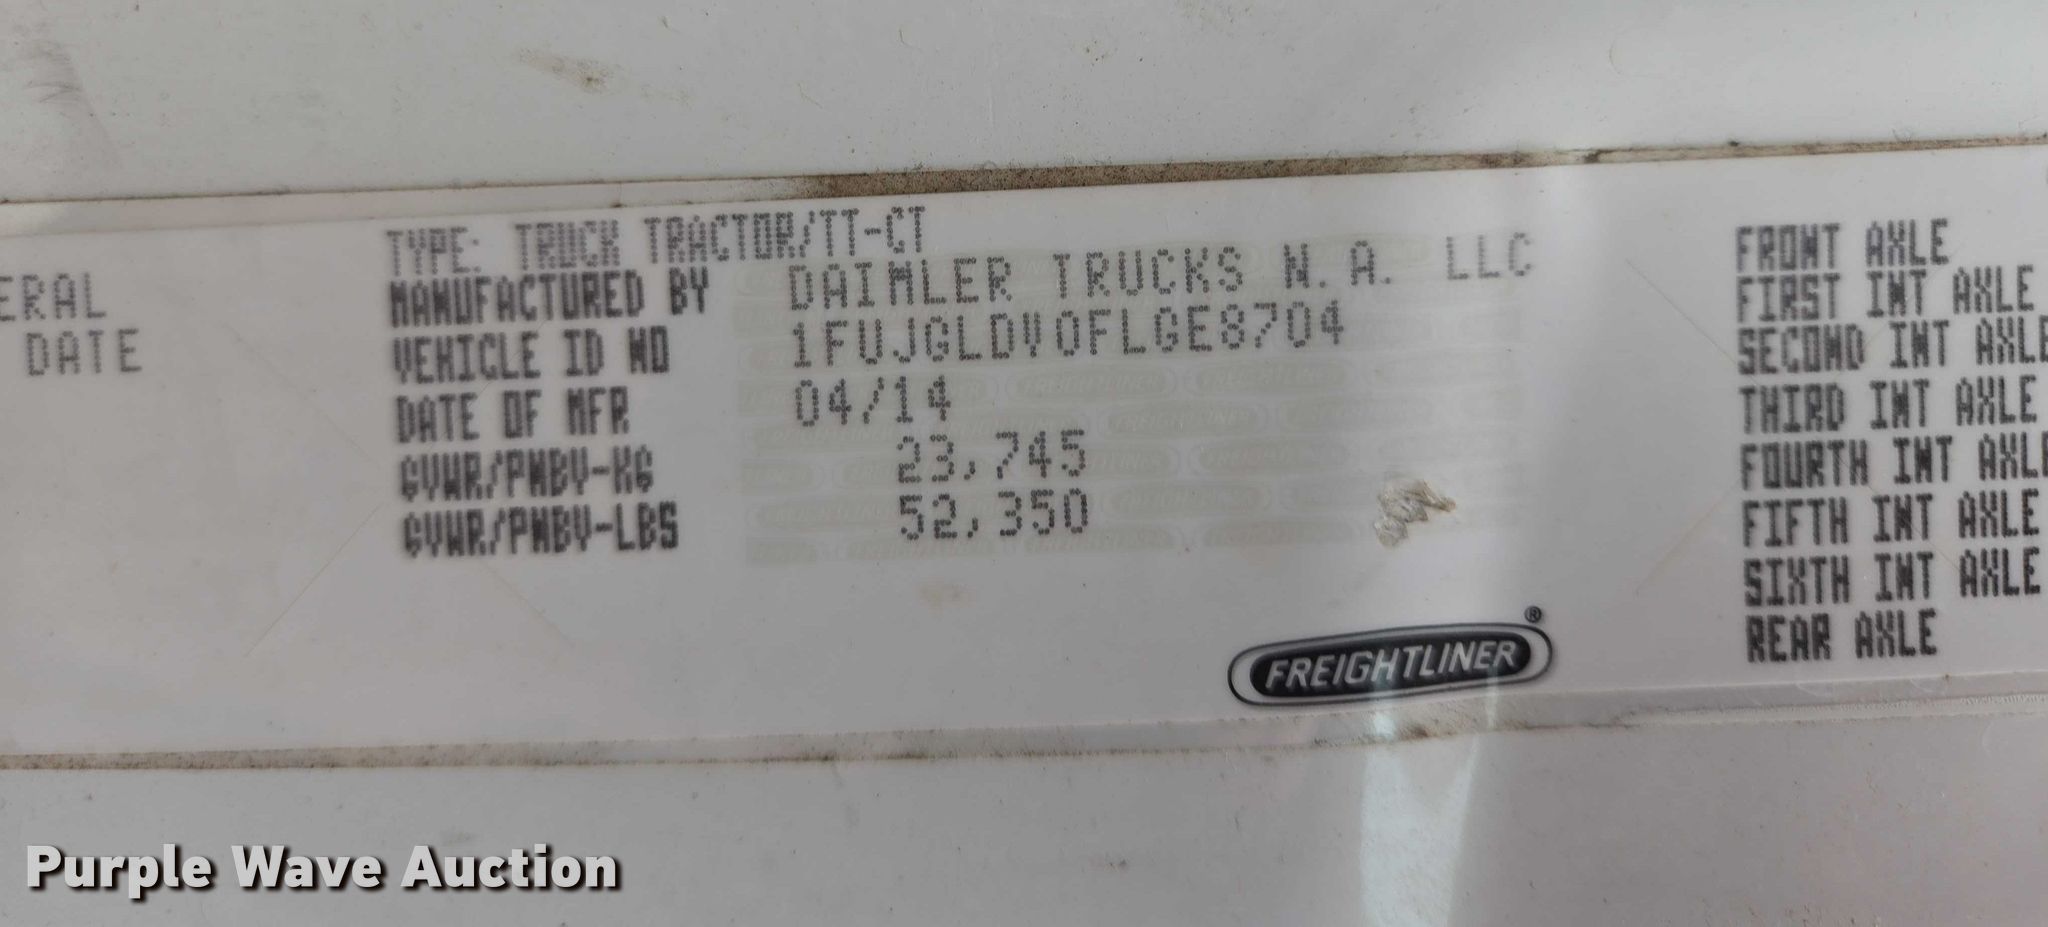 ERAL
DATE
TYPE: TRUCK TRACTOR/TT-CT
MANUFACTURED BY DAIMLER TRUCKS N.A. LLC
VEHICLE ID NO 1FUJGLDV0FLGE8704
DATE OF MFR 04/14
GVWR/PNBV-KG 23,745
GVWR/PNBV-LBS 52,350
FREIGHTLINER®
FRONT AXLE
FIRST INT AXLE
SECOND INT AXLE
THIRD INT AXLE
FOURTH INT AXLE
FIFTH INT AXLE
SIXTH INT AXLE
REAR AXLE
Purple Wave Auction